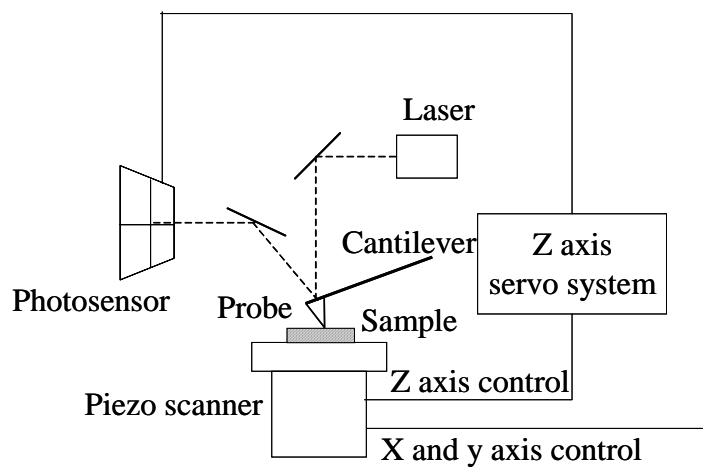 Laser
Cantilever
Z axis
servo system
Photosensor
Probe
Sample
Z axis control
Piezo scanner
X and y axis control